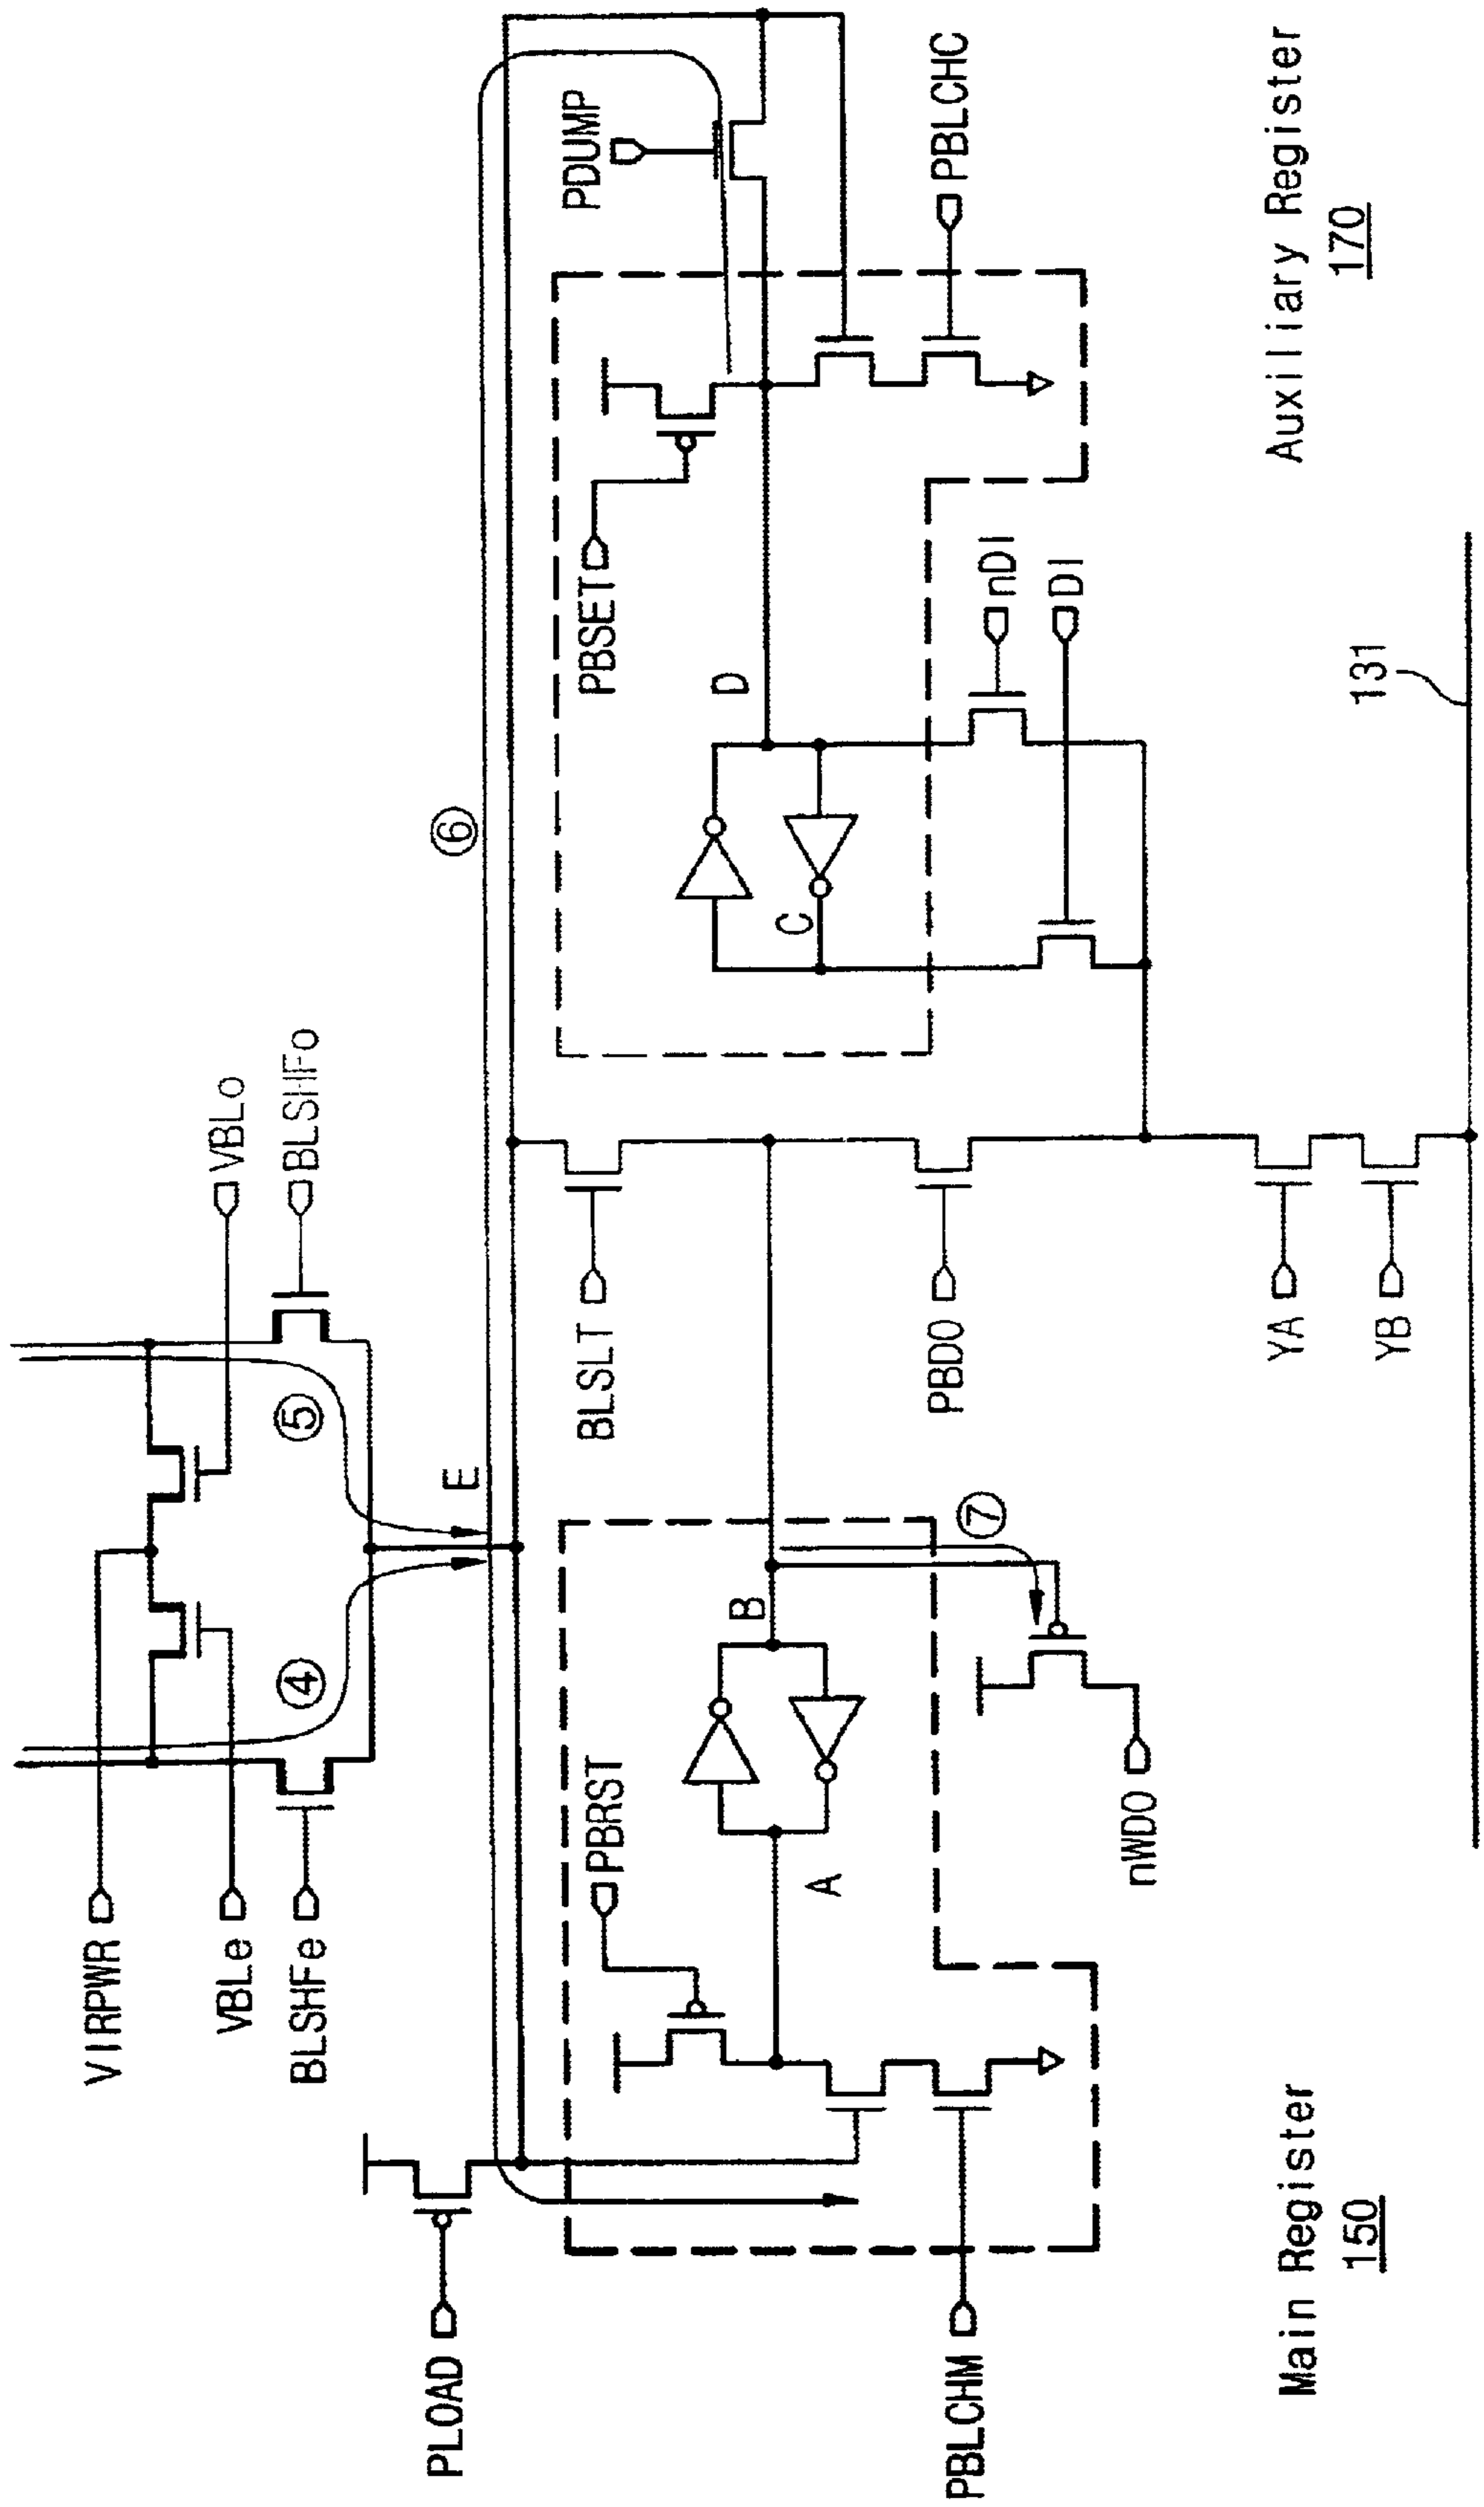 VIRPWR
VBLe
BLSHFe
VBLo
BLSHFo
④
⑤
PLOAD
E
⑥
PDUMP
PBRST
BLSLT
PBSET
B
D
A
C
⑦
PBLCHM
PBDO
nDI
DI
PBLCHC
nWDO
YA
YB
131
Main Register
150
Auxiliary Register
170